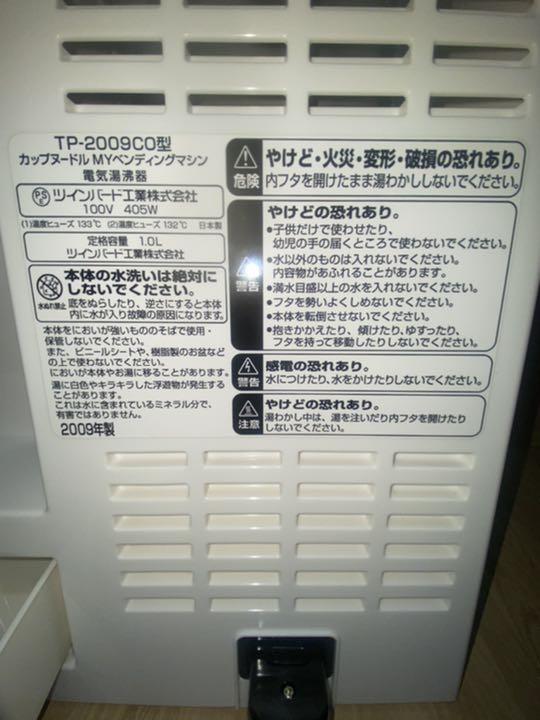 TP-2009CO型
カップヌードル MYベンディングマシン
電気湯沸器
PSE
ツインバード工業株式会社
100V 405W
(1)温度ヒューズ 133℃ (2)温度ヒューズ 132℃ 日本製
定格容量 1.0L
ツインバード工業株式会社
水ぬれ禁止
本体の水洗いは絶対に
しないでください。
底をぬらしたり、逆さにすると本体
内に水が入り故障の原因になります。
本体をにおいが強いもののそばで使用・
保管しないでください。
また、ビニールシートや、樹脂製のお盆など
の上で使わないでください。
においが本体やお湯に移ることがあります。
湯に白色やキラキラした浮遊物が発生する
ことがあります。
これは水に含まれているミネラル分で、
有害ではありません。
2009年製
危険
やけど・火災・変形・破損の恐れあり。
内フタを開けたまま湯わかししないでください。
警告
やけどの恐れあり。
•子供だけで使わせたり、
幼児の手の届くところで使わないでください。
•水以外のものは入れないでください。
内容物があふれることがあります。
•満水目盛以上の水を入れないでください。
•フタを勢いよくしめないでください。
•本体を転倒させないでください。
•抱きかかえたり、傾けたり、ゆすったり、
フタを持って移動したりしないでください。
警告
感電の恐れあり。
水につけたり、水をかけたりしないでください。
注意
やけどの恐れあり。
湯わかし中は、湯を注いだり内フタを開けたり
しないでください。